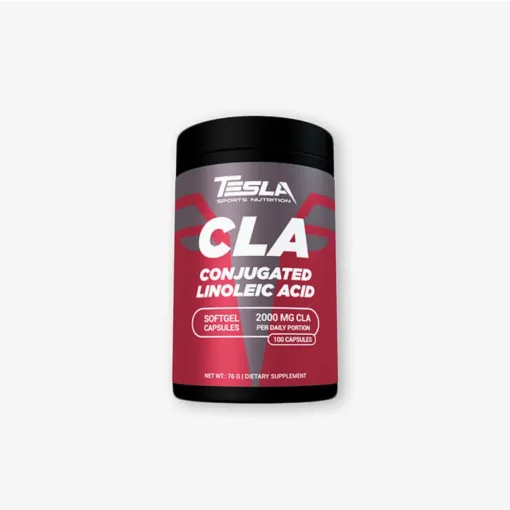 TESLA
SPORTS NUTRITION
CLA
CONJUGATED
LINOLEIC ACID
SOFTGEL
CAPSULES
2000 MG CLA
PER DAILY PORTION
100 CAPSULES
NET WT.: 76 G | DIETARY SUPPLEMENT